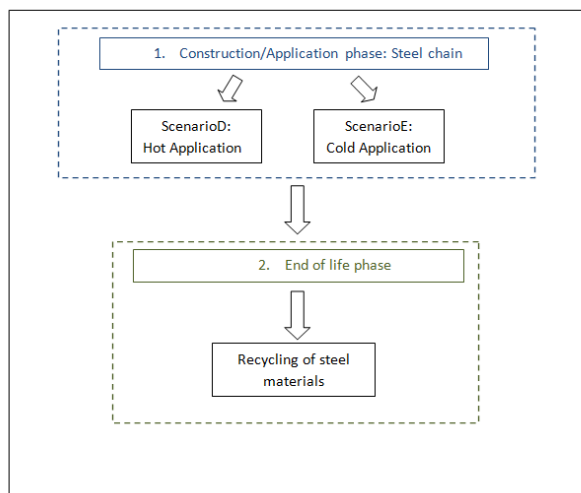 1. Construction/Application phase: Steel chain
ScenarioD:
Hot Application
ScenarioE:
Cold Application
2. End of life phase
Recycling of steel
materials